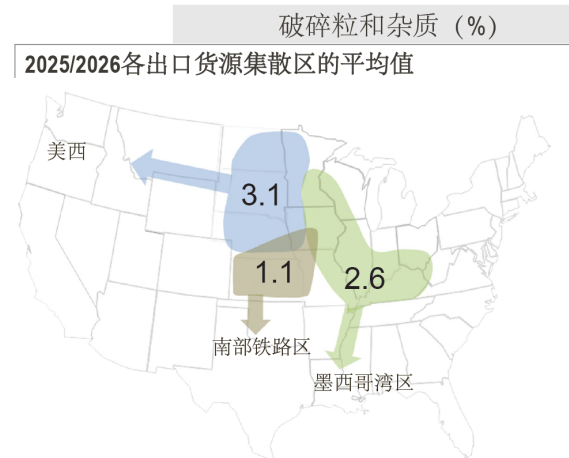 破碎粒和杂质（%）
2025/2026各出口货源集散区的平均值
美西
3.1
1.1
2.6
南部铁路区
墨西哥湾区